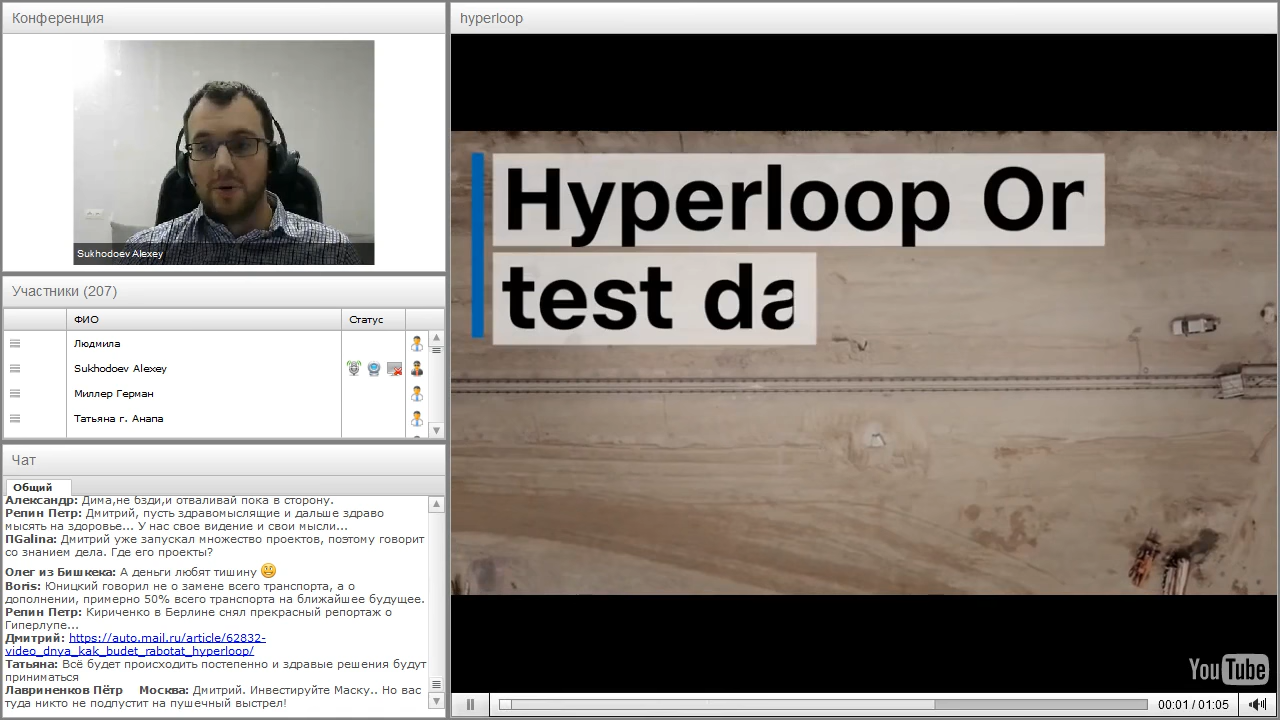 Конференция
Sukhodoev Alexey
Участники (207)
ФИО
Статус
Людмила
Sukhodoev Alexey
Миллер Герман
Татьяна г. Анапа
Чат
Общий
Александр: Дима,не бзди,и отваливай пока в сторону.
Репин Петр: Дмитрий, пусть здравомыслящие и дальше здраво
мысять на здоровье... У нас свое видение и свои мысли...
ПGalina: Дмитрий уже запускал множество проектов, поэтому говорит
со знанием дела. Где его проекты?
Олег из Бишкека: А деньги любят тишину
Boris: Юницкий говорил не о замене всего транспорта, а о
дополнении, примерно 50% всего транспорта на ближайшее будущее.
Репин Петр: Кириченко в Берлине снял прекрасный репортаж о
Гиперлупе...
Дмитрий: https://auto.mail.ru/article/62832-
video_dnya_kak_budet_rabotat_hyperloop/
Татьяна: Всё будет происходить постепенно и здравые решения будут
приниматься
Лавриненков Пётр Москва: Дмитрий. Инвестируйте Маску.. Но вас
туда никто не подпустит на пушечный выстрел!
hyperloop
Hyperloop Or
test da
YouTube
00:01 / 01:05